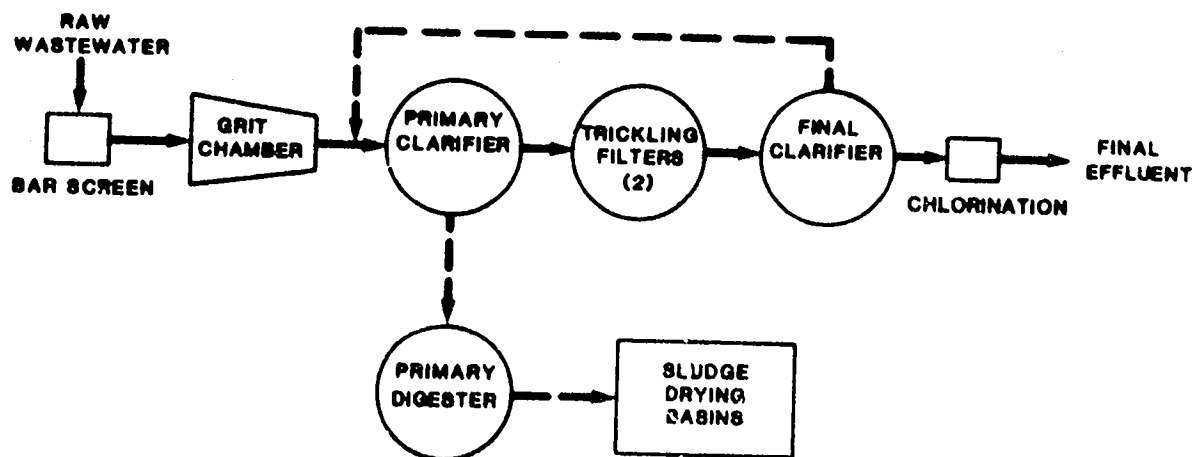 RAW
WASTEWATER
BAR SCREEN
GRIT
CHAMBER
PRIMARY
CLARIFIER
TRICKLING
FILTERS
(2)
FINAL
CLARIFIER
CHLORINATION
FINAL
EFFLUENT
PRIMARY
DIGESTER
SLUDGE
DRYING
BASINS